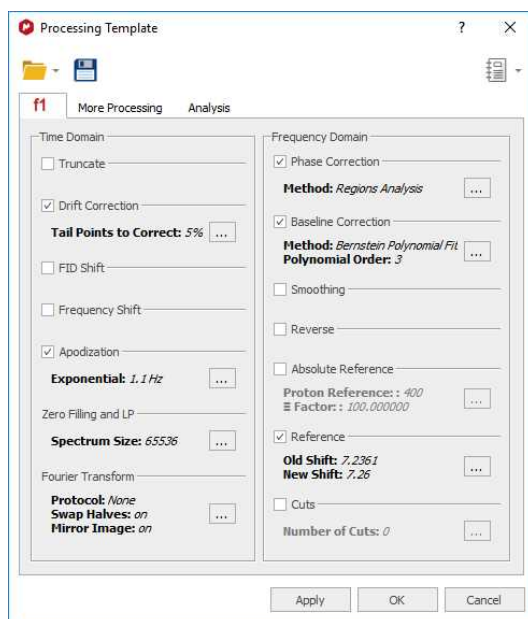 Processing Template
?
f1
More Processing
Analysis
Time Domain
Truncate
Drift Correction
Tail Points to Correct: 5%
...
FID Shift
Frequency Shift
Apodization
Exponential: 1.1 Hz
...
Zero Filling and LP
Spectrum Size: 65536
...
Fourier Transform
Protocol: None
Swap Halves: on
Mirror Image: on
...
Frequency Domain
Phase Correction
Method: Regions Analysis
...
Baseline Correction
Method: Bernstein Polynomial Fit
Polynomial Order: 3
...
Smoothing
Reverse
Absolute Reference
Proton Reference: : 400
Ξ Factor: : 100.000000
...
Reference
Old Shift: 7.2361
New Shift: 7.26
...
Cuts
Number of Cuts: 0
...
Apply
OK
Cancel